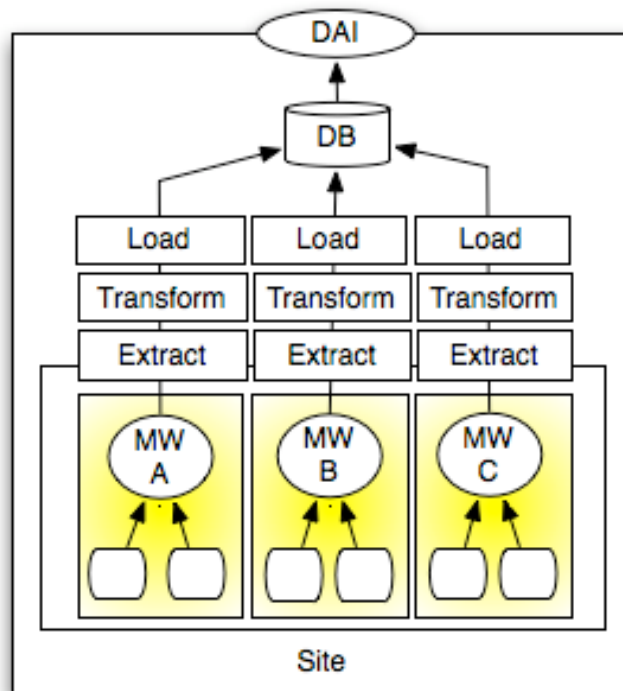 DAI
DB
Load Load Load
Transform Transform Transform
Extract Extract Extract
MW MW MW
A B C
Site